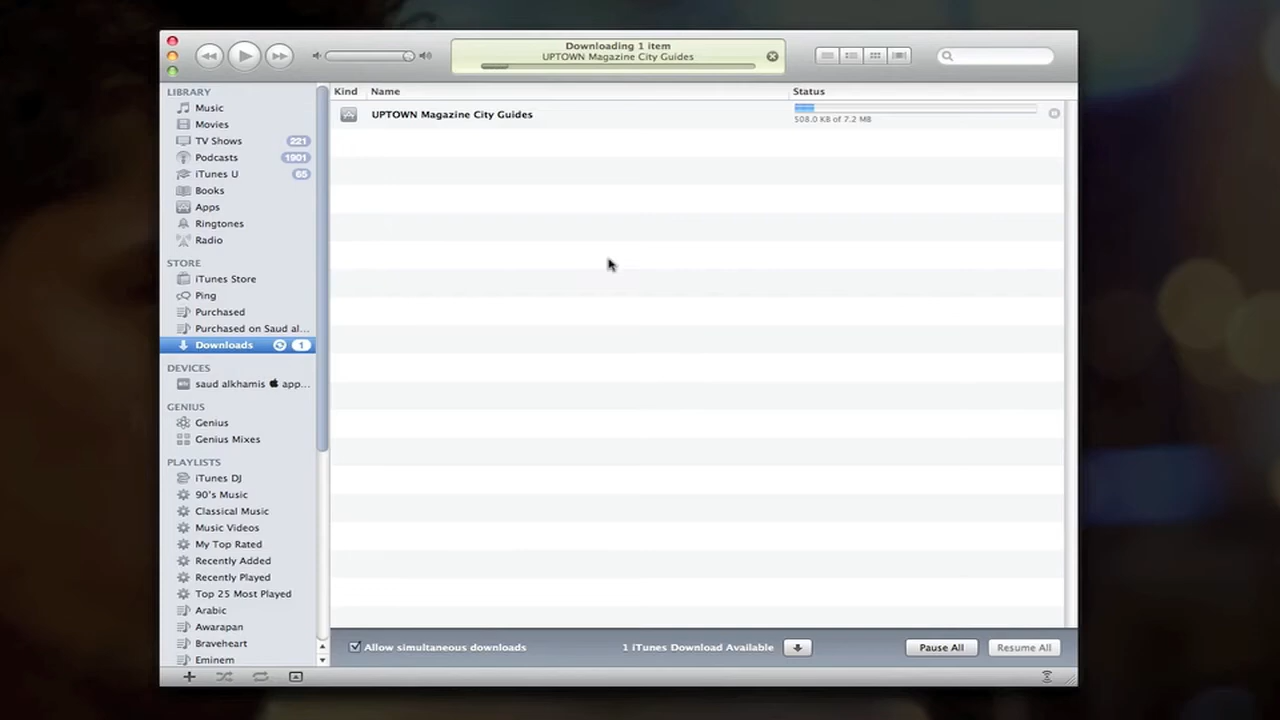 Downloading 1 item
UPTOWN Magazine City Guides
LIBRARY
Music
Movies
TV Shows 221
Podcasts 1901
iTunes U 65
Books
Apps
Ringtones
Radio
STORE
iTunes Store
Ping
Purchased
Purchased on Saud al...
Downloads 1
DEVICES
saud alkhamis app...
GENIUS
Genius
Genius Mixes
PLAYLISTS
iTunes DJ
90's Music
Classical Music
Music Videos
My Top Rated
Recently Added
Recently Played
Top 25 Most Played
Arabic
Awarapan
Braveheart
Eminem
Kind Name Status
UPTOWN Magazine City Guides
508.0 KB of 7.2 MB
Allow simultaneous downloads 1 iTunes Download Available Pause All Resume All